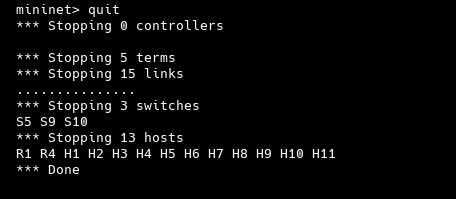 mininet> quit
*** Stopping 0 controllers
*** Stopping 5 terms
*** Stopping 15 links
...............
*** Stopping 3 switches
S5 S9 S10
*** Stopping 13 hosts
R1 R4 H1 H2 H3 H4 H5 H6 H7 H8 H9 H10 H11
*** Done